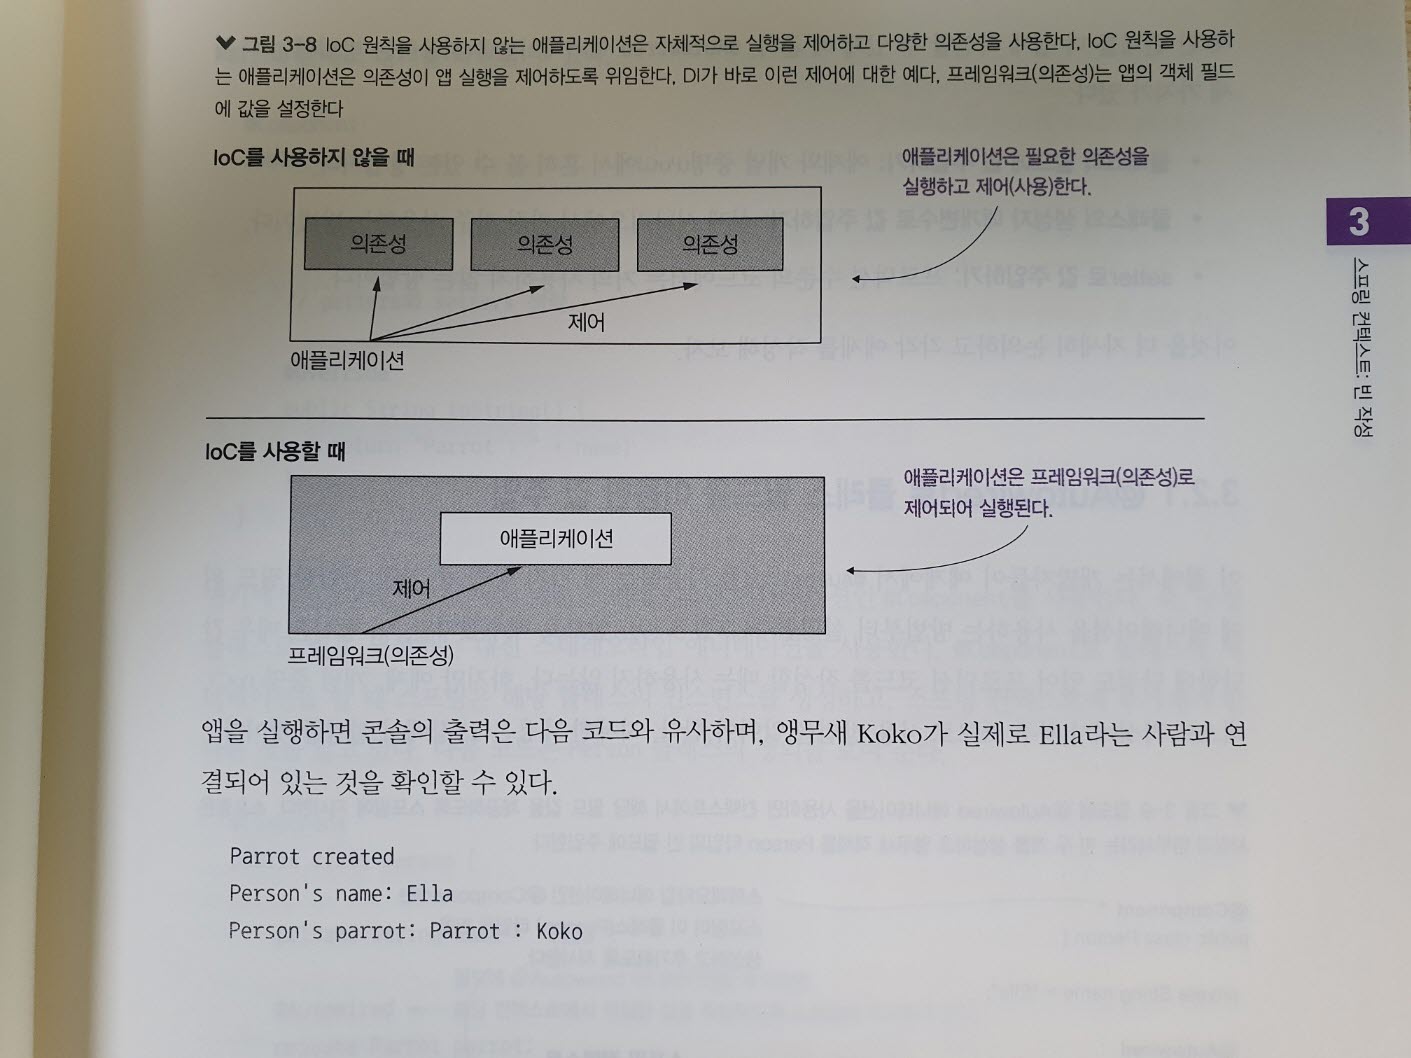 그림 3-8 IoC 원칙을 사용하지 않는 애플리케이션은 자체적으로 실행을 제어하고 다양한 의존성을 사용한다. IoC 원칙을 사용하
는 애플리케이션은 의존성이 앱 실행을 제어하도록 위임한다. DI가 바로 이런 제어에 대한 예다. 프레임워크(의존성)는 앱의 객체 필드
에 값을 설정한다
IoC를 사용하지 않을 때
애플리케이션은 필요한 의존성을
실행하고 제어(사용)한다.
의존성
의존성
의존성
제어
애플리케이션
IoC를 사용할 때
애플리케이션은 프레임워크(의존성)로
제어되어 실행된다.
애플리케이션
제어
프레임워크(의존성)
앱을 실행하면 콘솔의 출력은 다음 코드와 유사하며, 앵무새 Koko가 실제로 Ella라는 사람과 연
결되어 있는 것을 확인할 수 있다.
Parrot created
Person's name: Ella
Person's parrot: Parrot : Koko
3
스프링 컨텍스트: 빈 작성